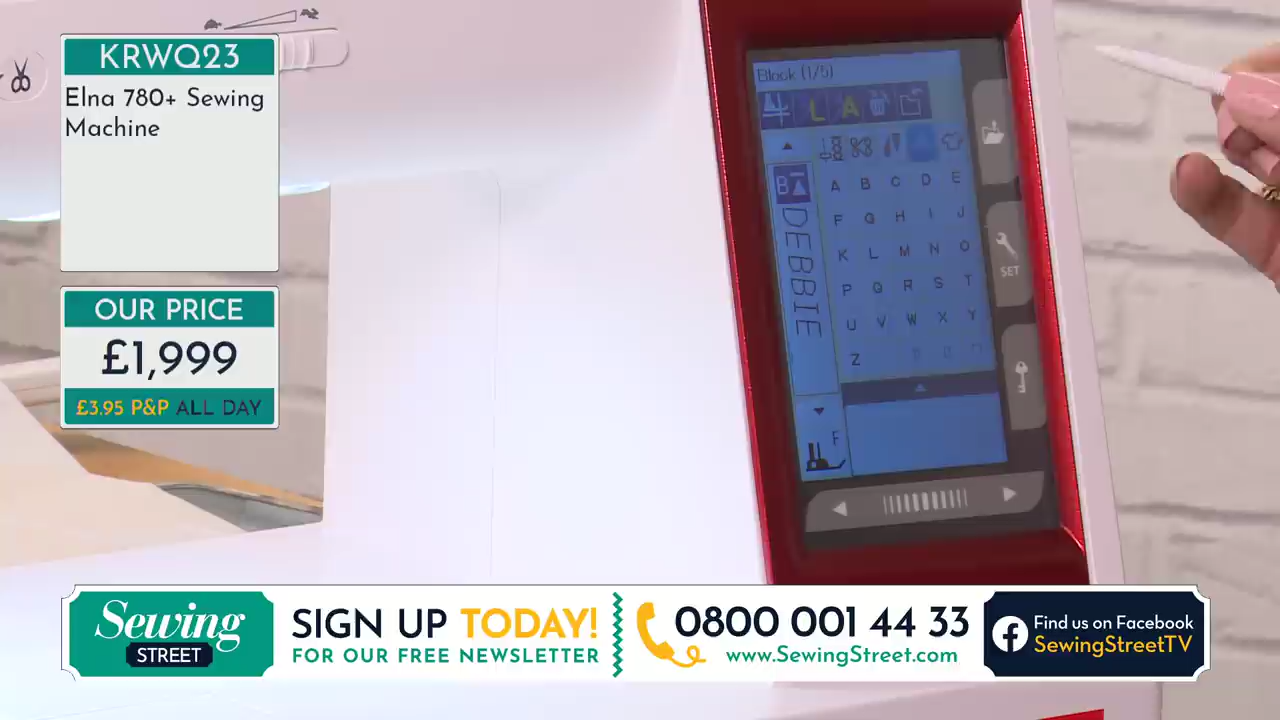 KRWQ23
Elna 780+ Sewing
Machine
OUR PRICE
£1,999
£3.95 P&P ALL DAY
Block (1/5)
L A
B
DEBBIE
A B C D E
F G H I J
K L M N O
P Q R S T
U V W X Y
Z
F
SET
Sewing
STREET
SIGN UP TODAY!
FOR OUR FREE NEWSLETTER
0800 001 44 33
www.SewingStreet.com
Find us on Facebook
SewingStreetTV